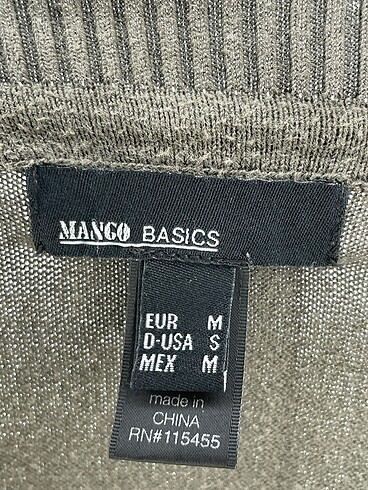 MANGO BASICS
EUR M
D-USA S
MEX M
made in
CHINA
RN#115455